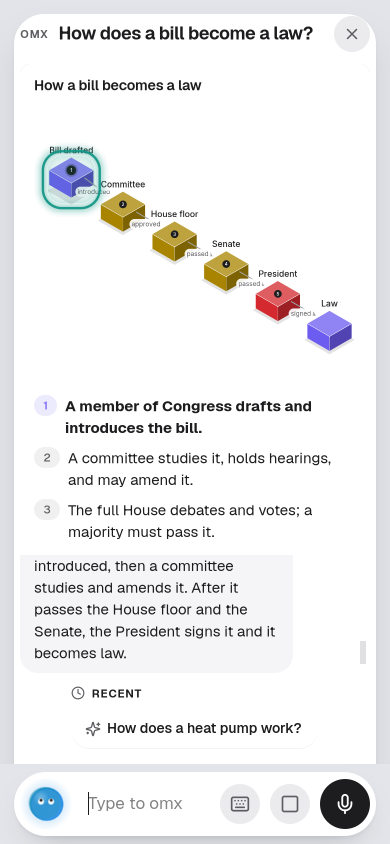 OMX How does a bill become a law?
How a bill becomes a law
Bill drafted
1
introduced
Committee
2
approved
House floor
3
passed
Senate
4
passed
President
5
signed
Law
1 A member of Congress drafts and
introduces the bill.
2 A committee studies it, holds hearings,
and may amend it.
3 The full House debates and votes; a
majority must pass it.
introduced, then a committee
studies and amends it. After it
passes the House floor and the
Senate, the President signs it and it
becomes law.
RECENT
How does a heat pump work?
Type to omx